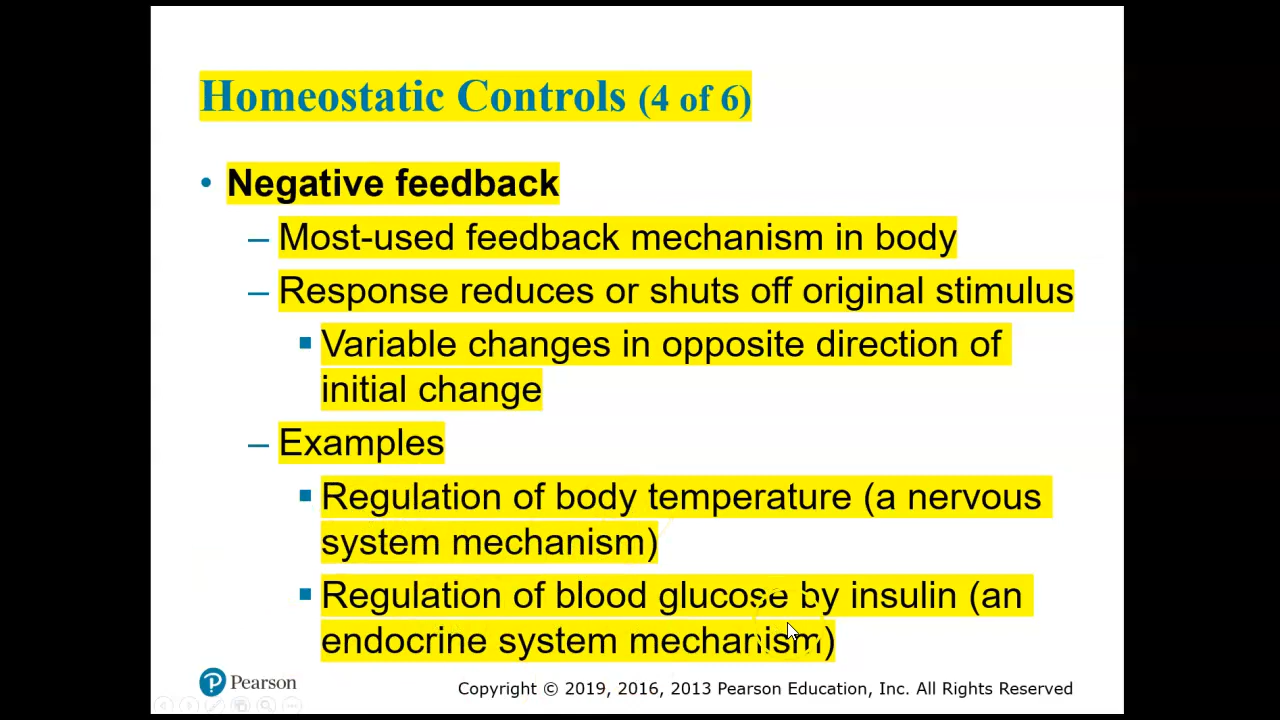 Homeostatic Controls (4 of 6)
• Negative feedback
– Most-used feedback mechanism in body
– Response reduces or shuts off original stimulus
▪ Variable changes in opposite direction of
initial change
– Examples
▪ Regulation of body temperature (a nervous
system mechanism)
▪ Regulation of blood glucose by insulin (an
endocrine system mechanism)
P Pearson
Copyright © 2019, 2016, 2013 Pearson Education, Inc. All Rights Reserved